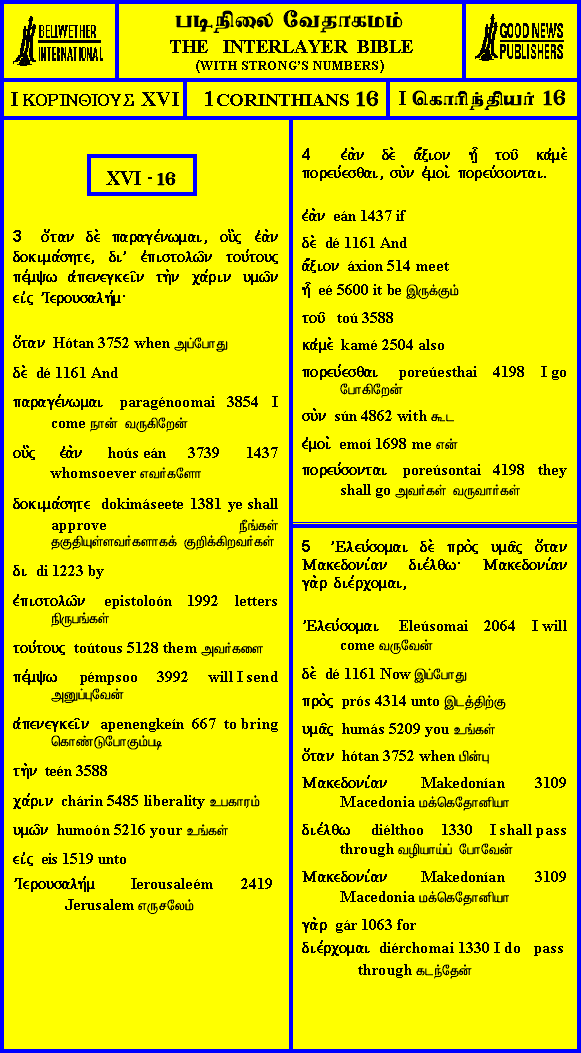 BELLWETHER
INTERNATIONAL
படிநிலை வேதாகமம்
THE INTERLAYER BIBLE
(WITH STRONG'S NUMBERS)
GOOD NEWS
PUBLISHERS
I ΚΟΡΙΝΘΙΟΥΣ XVI
1 CORINTHIANS 16
I கொரிந்தியர் 16
XVI - 16
3 ὅταν δὲ παραγένωμαι, οὓς ἐὰν
δοκιμάσητε, δι' ἐπιστολῶν τούτους
πέμψω ἀπενεγκεῖν τὴν χάριν υμῶν
εἰς Ἰερουσαλήμ·
ὅταν Hótan 3752 when அப்போது
δὲ dé 1161 And
παραγένωμαι paragénoomai 3854 I
come நான் வருகிறேன்
οὓς ἐὰν hoús eán 3739 1437
whomsoever எவர்களோ
δοκιμάσητε dokimáseete 1381 ye shall
approve நீங்கள்
தகுதியுள்ளவர்களாகக் குறிக்கிறவர்கள்
δι di 1223 by
ἐπιστολῶν epistoloón 1992 letters
நிருபங்கள்
τούτους toútous 5128 them அவர்களை
πέμψω pémpsoo 3992 will I send
அனுப்புவேன்
ἀπενεγκεῖν apenengkeín 667 to bring
கொண்டுபோகும்படி
τὴν teén 3588
χάριν chárin 5485 liberality உபகாரம்
υμῶν humoón 5216 your உங்கள்
εἰς eis 1519 unto
Ἰερουσαλήμ Ierousaleém 2419
Jerusalem எருசலேம்
4 ἐὰν δὲ ἄξιον ᾖ τοῦ κἀμὲ
πορεύεσθαι, σὺν ἐμοὶ πορεύσονται.
ἐὰν eán 1437 if
δὲ dé 1161 And
ἄξιον áxion 514 meet
ᾖ eé 5600 it be இருக்கும்
τοῦ toú 3588
κἀμὲ kamé 2504 also
πορεύεσθαι poreúesthai 4198 I go
போகிறேன்
σὺν sún 4862 with கூட
ἐμοὶ emoí 1698 me என்
πορεύσονται poreúsontai 4198 they
shall go அவர்கள் வருவார்கள்
5 Ἐλεύσομαι δὲ πρὸς υμᾶς ὅταν
Μακεδονίαν διέλθω· Μακεδονίαν
γὰρ διέρχομαι,
Ἐλεύσομαι Eleúsomai 2064 I will
come வருவேன்
δὲ dé 1161 Now இப்போது
πρὸς prós 4314 unto இடத்திற்கு
υμᾶς humás 5209 you உங்கள்
ὅταν hótan 3752 when பின்பு
Μακεδονίαν Makedonían 3109
Macedonia மக்கெதோனியா
διέλθω diélthoo 1330 I shall pass
through வழியாய்ப் போவேன்
Μακεδονίαν Makedonían 3109
Macedonia மக்கெதோனியா
γὰρ gár 1063 for
διέρχομαι diérchomai 1330 I do pass
through கடந்தேன்